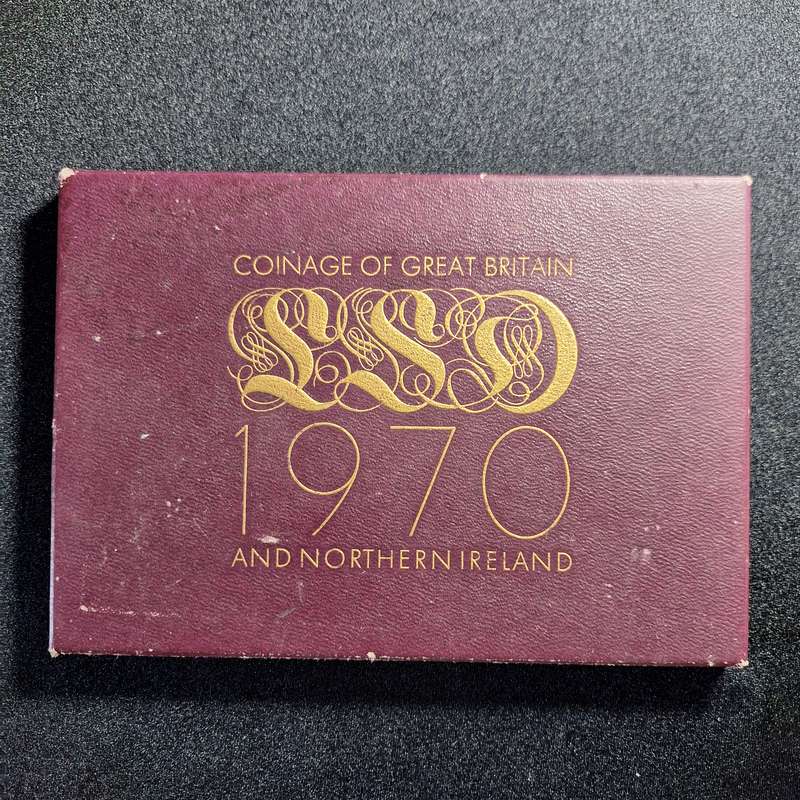 COINAGE OF GREAT BRITAIN
LSD
1970
AND NORTHERN IRELAND